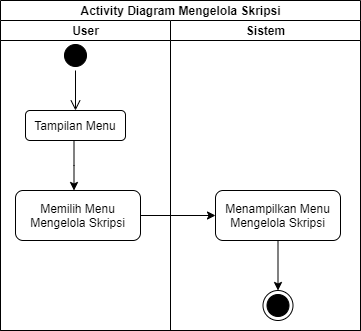 Activity Diagram Mengelola Skripsi
User
Sistem
Tampilan Menu
Memilih Menu
Mengelola Skripsi
Menampilkan Menu
Mengelola Skripsi